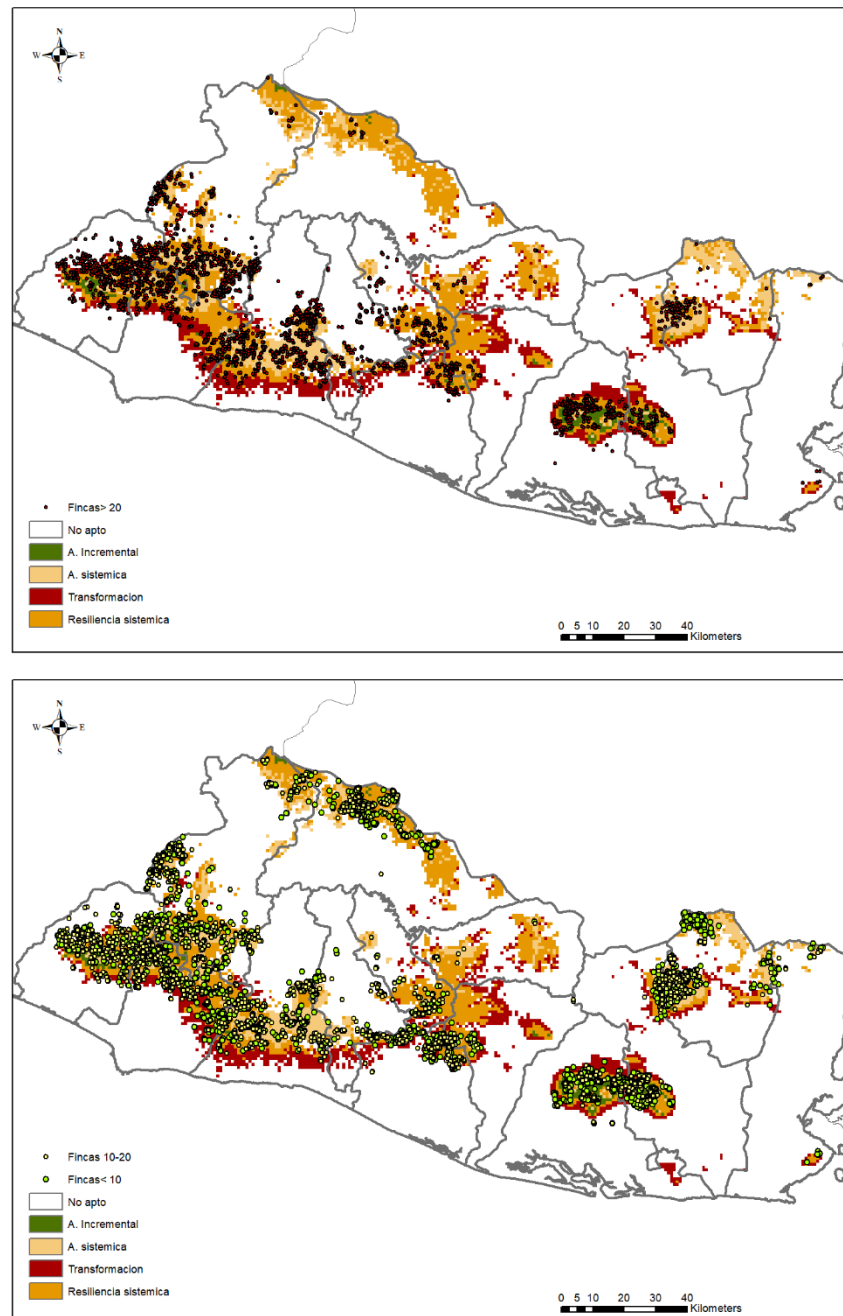 N
W E
S
Fincas> 20
No apto
A. Incremental
A. sistemica
Transformacion
Resiliencia sistemica
0 5 10 20 30 40
Kilometers
N
W E
S
Fincas 10-20
Fincas< 10
No apto
A. Incremental
A. sistemica
Transformacion
Resiliencia sistemica
0 5 10 20 30 40
Kilometers